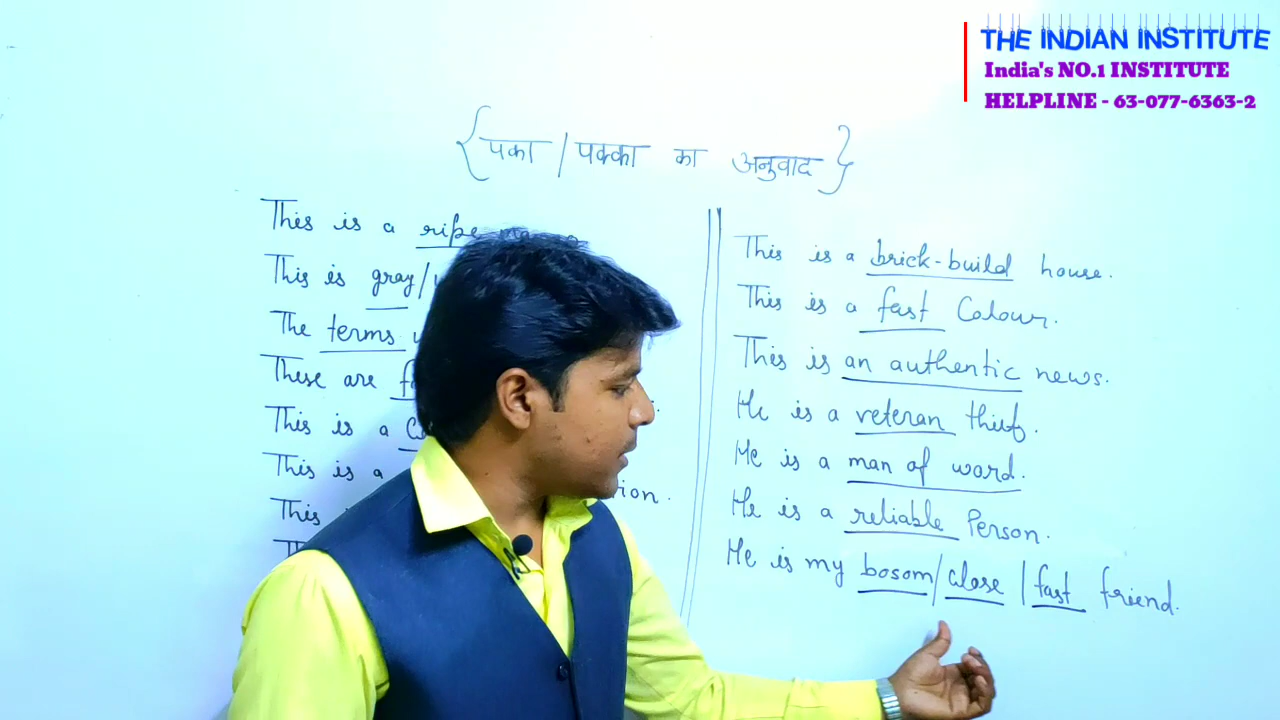 THE INDIAN INSTITUTE
India's NO.1 INSTITUTE
HELPLINE - 63-077-6363-2
{पका / पक्का का अनुवाद}
This is a ripe
This is gray/
The terms
These are
This is a
This is a
This
This is a brick-build house.
This is a fast Colour.
This is an authentic news.
He is a veteran thief.
He is a man of word.
He is a reliable Person.
He is my bosom/close/fast friend.